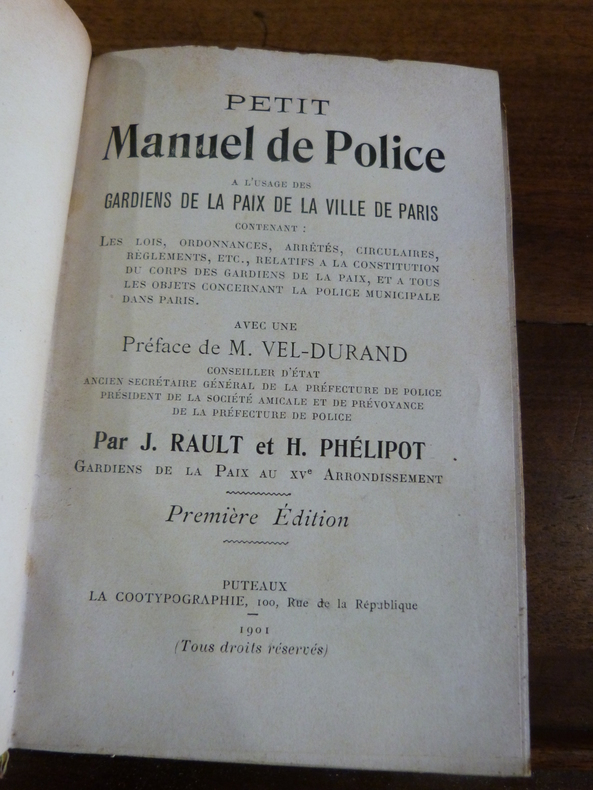 PETIT
Manuel de Police
A L'USAGE DES
GARDIENS DE LA PAIX DE LA VILLE DE PARIS
CONTENANT :
LES LOIS, ORDONNANCES, ARRÊTÉS, CIRCULAIRES,
RÈGLEMENTS, ETC., RELATIFS A LA CONSTITUTION
DU CORPS DES GARDIENS DE LA PAIX, ET A TOUS
LES OBJETS CONCERNANT LA POLICE MUNICIPALE
DANS PARIS.
AVEC UNE
Préface de M. VEL-DURAND
CONSEILLER D'ÉTAT
ANCIEN SECRÉTAIRE GÉNÉRAL DE LA PRÉFECTURE DE POLICE
PRÉSIDENT DE LA SOCIÉTÉ AMICALE ET DE PRÉVOYANCE
DE LA PRÉFECTURE DE POLICE
Par J. RAULT et H. PHÉLIPOT
GARDIENS DE LA PAIX AU XVe ARRONDISSEMENT
Première Édition
PUTEAUX
LA COOTYPOGRAPHIE, 100, Rue de la République
1901
(Tous droits réservés)